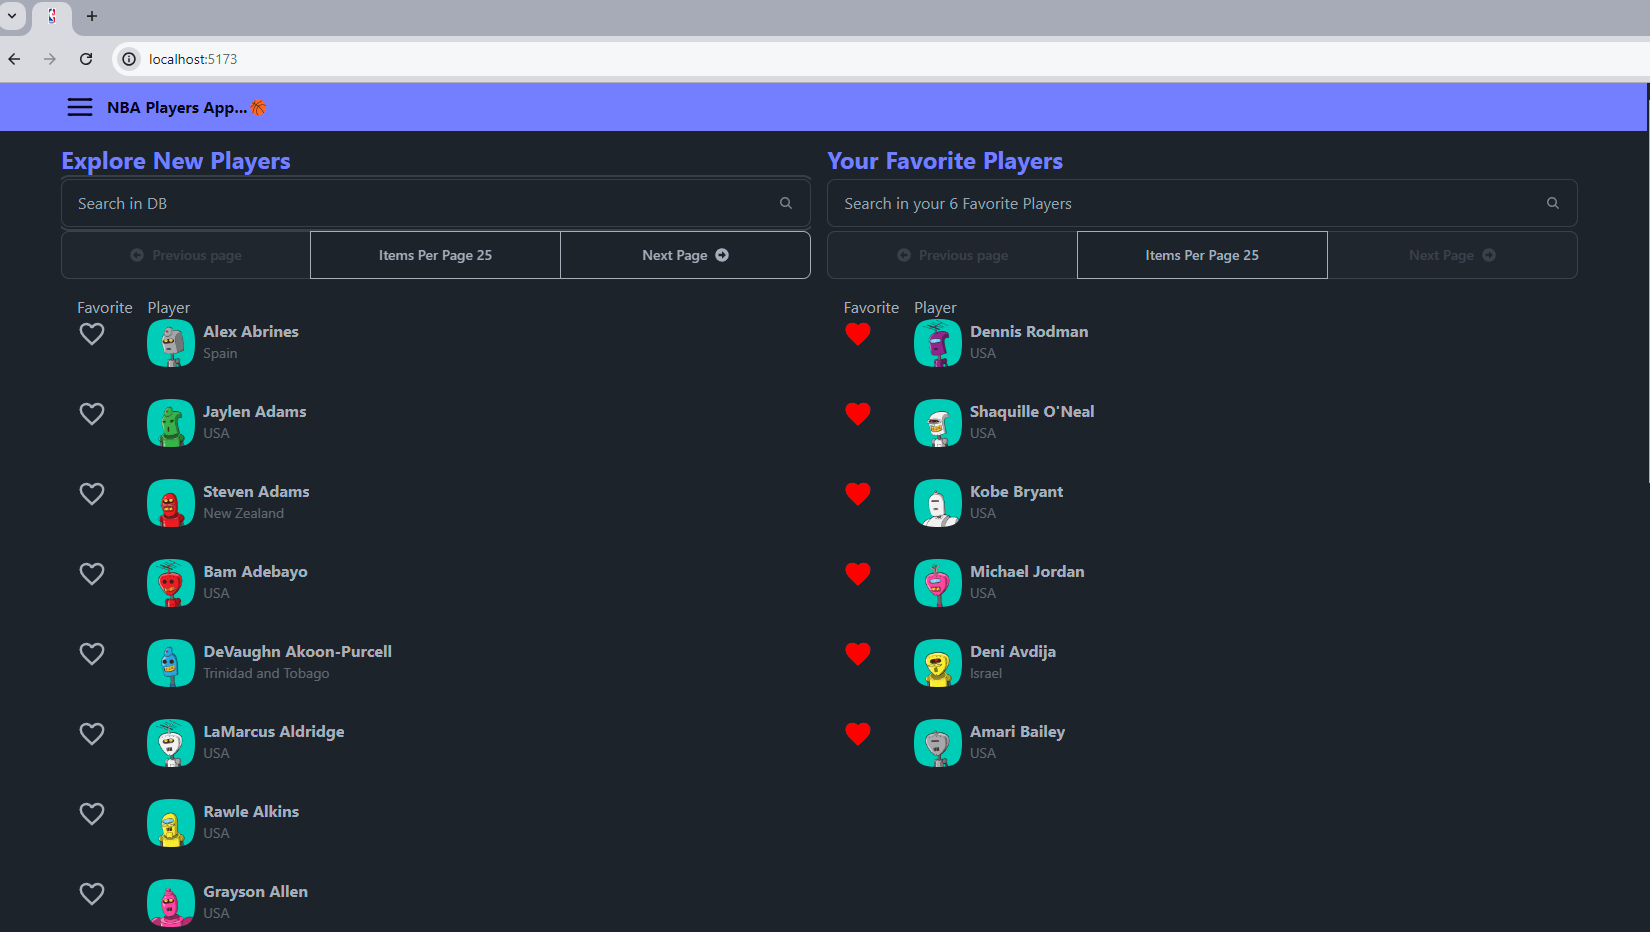 localhost:5173
NBA Players App...🏀
Explore New Players
Search in DB
Previous page
Items Per Page 25
Next Page
Favorite Player
Alex Abrines
Spain
Jaylen Adams
USA
Steven Adams
New Zealand
Bam Adebayo
USA
DeVaughn Akoon-Purcell
Trinidad and Tobago
LaMarcus Aldridge
USA
Rawle Alkins
USA
Grayson Allen
USA
Your Favorite Players
Search in your 6 Favorite Players
Previous page
Items Per Page 25
Next Page
Favorite Player
Dennis Rodman
USA
Shaquille O'Neal
USA
Kobe Bryant
USA
Michael Jordan
USA
Deni Avdija
Israel
Amari Bailey
USA